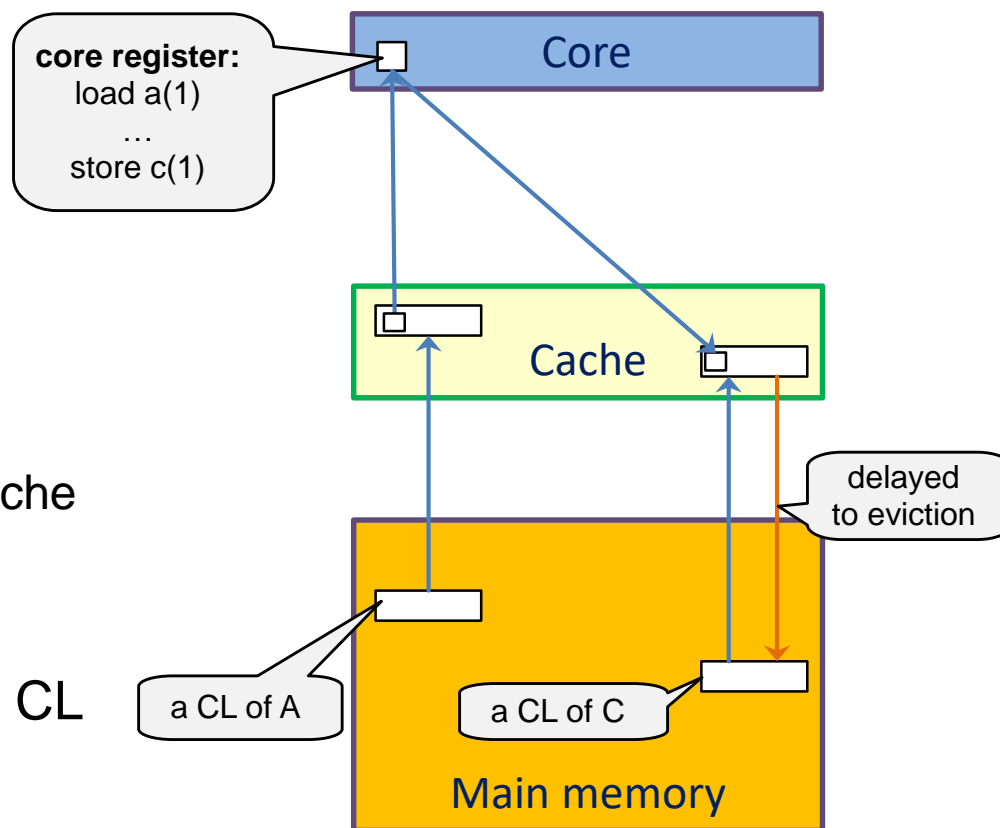 core register:
load a(1)
…
store c(1)
Core
Cache
che
delayed
to eviction
CL
a CL of A
a CL of C
Main memory